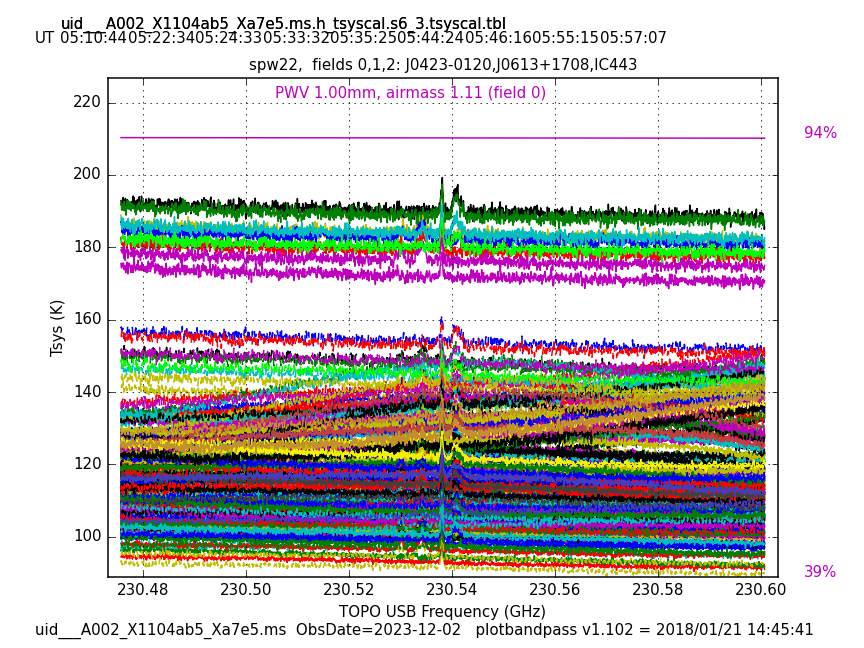 uid___A002_X1104ab5_Xa7e5.ms.h_tsyscal.s6_3.tsyscal.tbl
UT 05:10:44 05:22:34 05:24:33 05:33:32 05:35:25 05:44:24 05:46:16 05:55:15 05:57:07
spw22,  fields 0,1,2: J0423-0120,J0613+1708,IC443
PWV 1.00mm, airmass 1.11 (field 0)
94%
39%
220
200
180
160
140
120
100
Tsys (K)
230.48 230.50 230.52 230.54 230.56 230.58 230.60
TOPO USB Frequency (GHz)
uid___A002_X1104ab5_Xa7e5.ms  ObsDate=2023-12-02   plotbandpass v1.102 = 2018/01/21 14:45:41